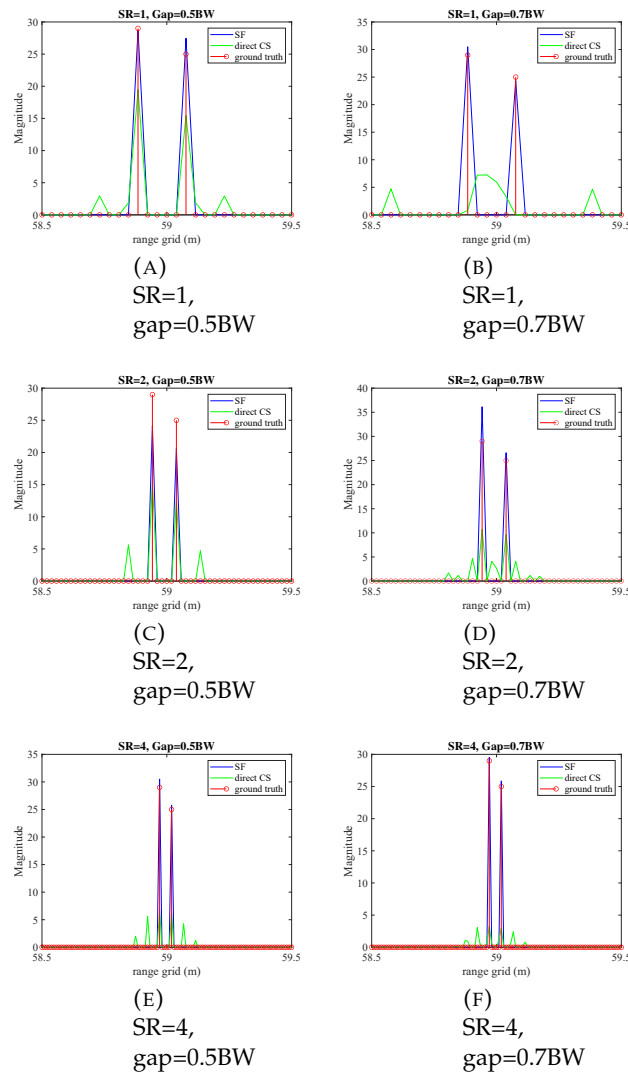 SR=1, Gap=0.5BW
30
25
20
15
10
5
0
Magnitude
SF
direct CS
ground truth
58.5
59
59.5
range grid (m)
(A)
SR=1,
gap=0.5BW
SR=1, Gap=0.7BW
35
30
25
20
15
10
5
0
Magnitude
SF
direct CS
ground truth
58.5
59
59.5
range grid (m)
(B)
SR=1,
gap=0.7BW
SR=2, Gap=0.5BW
30
25
20
15
10
5
0
Magnitude
SF
direct CS
ground truth
58.5
59
59.5
range grid (m)
(C)
SR=2,
gap=0.5BW
SR=2, Gap=0.7BW
40
35
30
25
20
15
10
5
0
Magnitude
SF
direct CS
ground truth
58.5
59
59.5
range grid (m)
(D)
SR=2,
gap=0.7BW
SR=4, Gap=0.5BW
35
30
25
20
15
10
5
0
Magnitude
SF
direct CS
ground truth
58.5
59
59.5
range grid (m)
(E)
SR=4,
gap=0.5BW
SR=4, Gap=0.7BW
30
25
20
15
10
5
0
Magnitude
SF
direct CS
ground truth
58.5
59
59.5
range grid (m)
(F)
SR=4,
gap=0.7BW